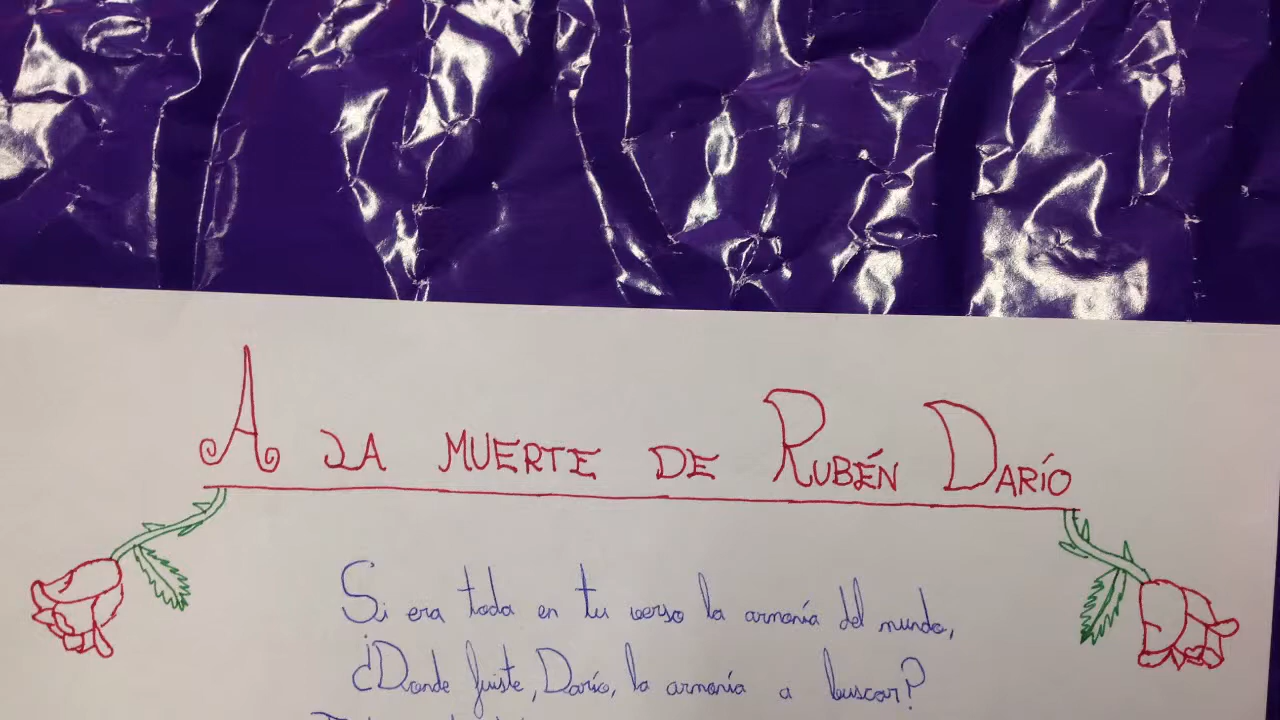 A LA MUERTE DE RUBÉN DARÍO
Si era toda en tu verso la armonía del mundo,
¿Donde fuiste, Darío, la armonía a buscar?